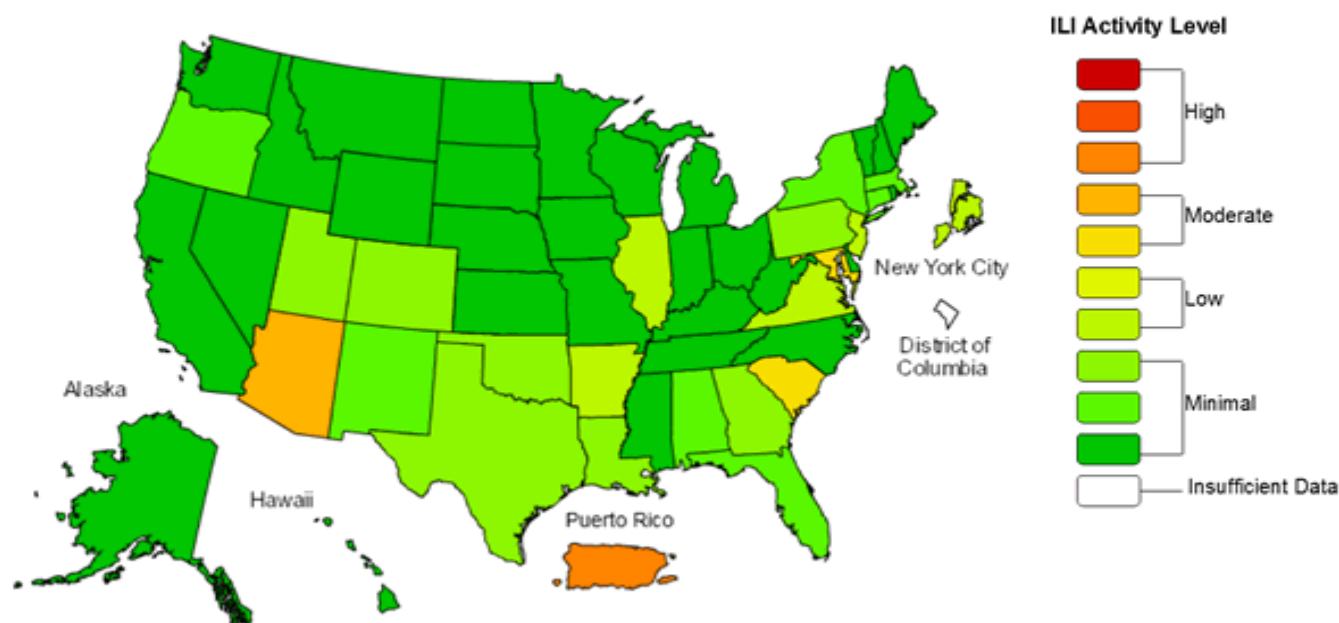 ILI Activity Level
High
Moderate
Low
Minimal
Insufficient Data
New York City
District of
Columbia
Alaska
Hawaii
Puerto Rico